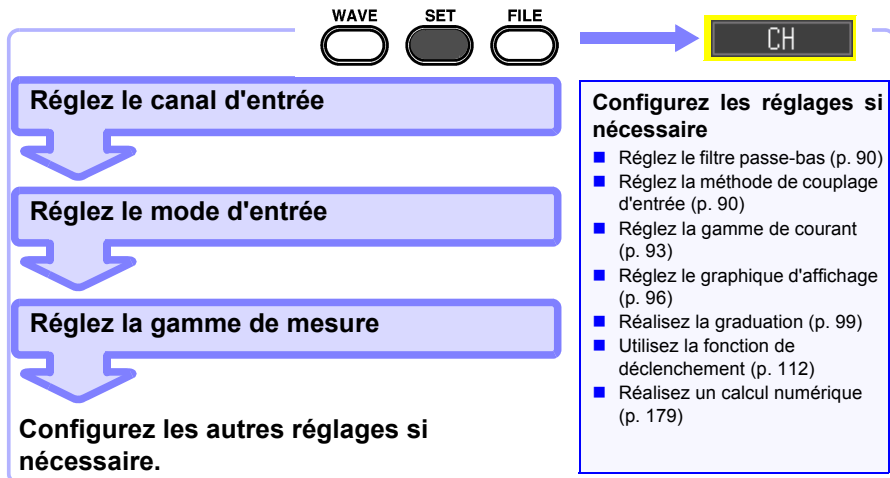 WAVE SET FILE
CH
Réglez le canal d'entrée
Réglez le mode d'entrée
Réglez la gamme de mesure
Configurez les autres réglages si
nécessaire.
Configurez les réglages si
nécessaire
Réglez le filtre passe-bas (p. 90)
Réglez la méthode de couplage
d'entrée (p. 90)
Réglez la gamme de courant
(p. 93)
Réglez le graphique d'affichage
(p. 96)
Réalisez la graduation (p. 99)
Utilisez la fonction de
déclenchement (p. 112)
Réalisez un calcul numérique
(p. 179)